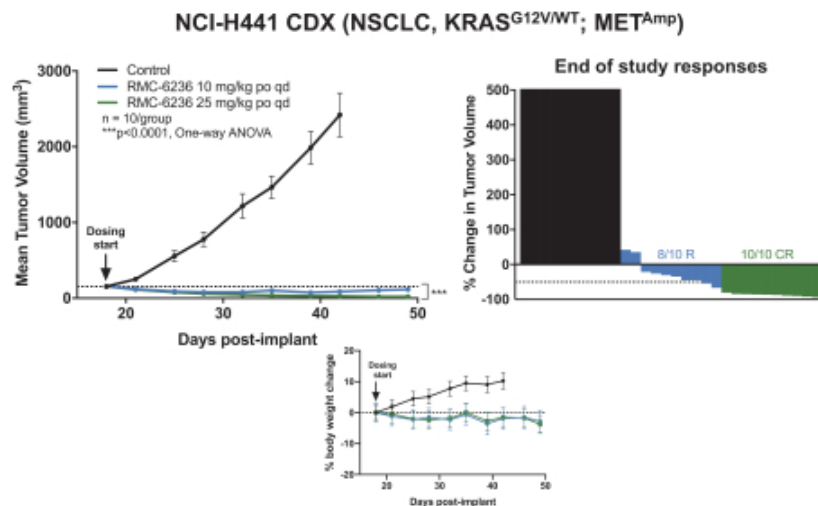 NCI-H441 CDX (NSCLC, KRAS^G12V/WT; MET^Amp)
Mean Tumor Volume (mm³)
3000
2000
1000
0
Control
RMC-6236 10 mg/kg po qd
RMC-6236 25 mg/kg po qd
n = 10/group
***p<0.0001, One-way ANOVA
Dosing
start
***
20 30 40 50
Days post-implant
End of study responses
% Change in Tumor Volume
500
400
300
200
100
0
-100
8/10 R
10/10 CR
% body weight change
20
10
0
-10
-20
Dosing
start
20 30 40 50
Days post-implant